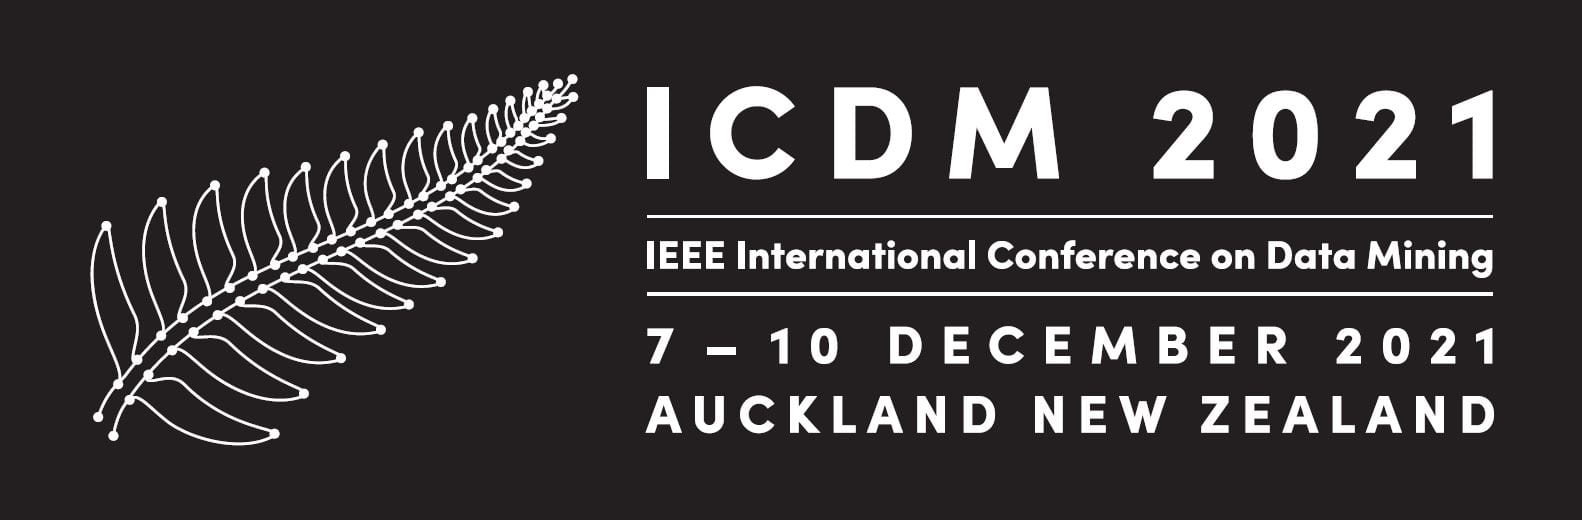 ICDM 2021
IEEE International Conference on Data Mining
7 – 10 DECEMBER 2021
AUCKLAND NEW ZEALAND